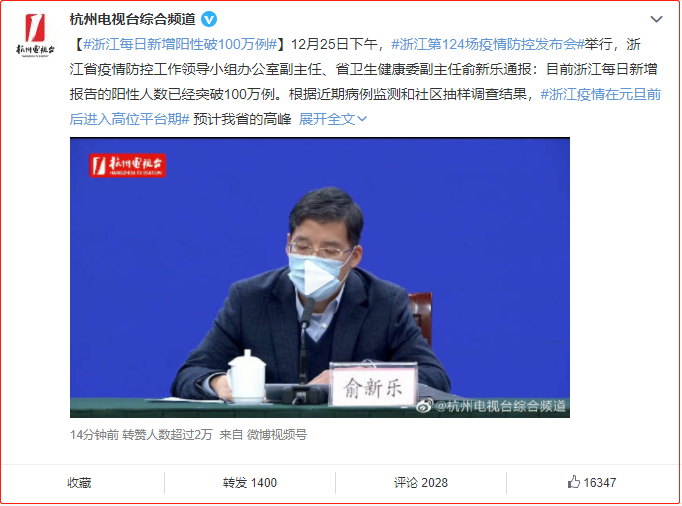 杭州电视台综合频道
【#浙江每日新增阳性破100万例#】12月25日下午，#浙江第124场疫情防控发布会#举行，浙
江省疫情防控工作领导小组办公室副主任、省卫生健康委副主任俞新乐通报：目前浙江每日新增
报告的阳性人数已经突破100万例。根据近期病例监测和社区抽样调查结果，#浙江疫情在元旦前
后进入高位平台期# 预计我省的高峰 展开全文
杭州电视台
HANGZHOU TV STATION
俞新乐
@杭州电视台综合频道
14分钟前 转赞人数超过2万 来自 微博视频号
收藏 转发 1400 评论 2028 16347